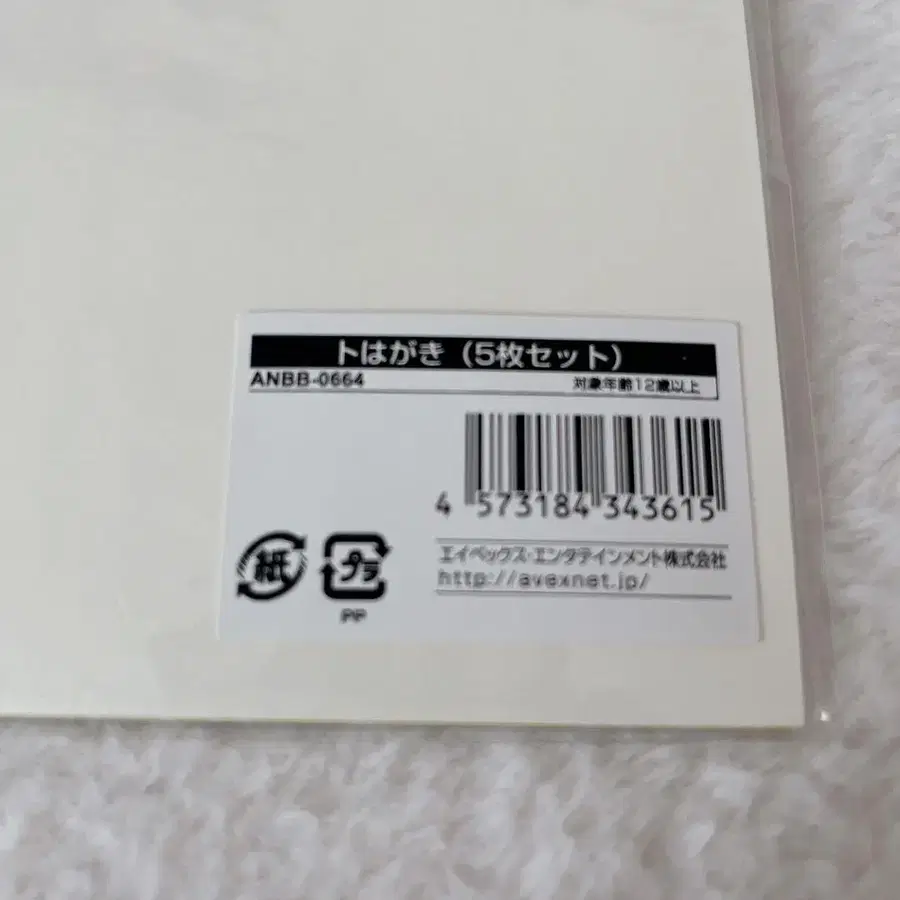 トはがき（5枚セット）
ANBB-0664
対象年齢12歳以上
4 573184 343615
エイベックス・エンタテインメント株式会社
http://avexnet.jp/
紙
プラ
PP